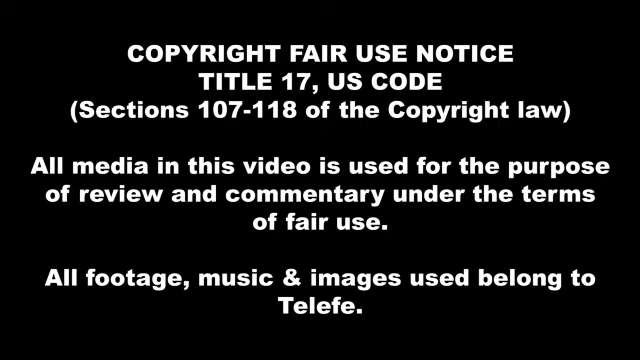 COPYRIGHT FAIR USE NOTICE
TITLE 17, US CODE
(Sections 107-118 of the Copyright law)
All media in this video is used for the purpose
of review and commentary under the terms
of fair use.
All footage, music & images used belong to
Telefe.